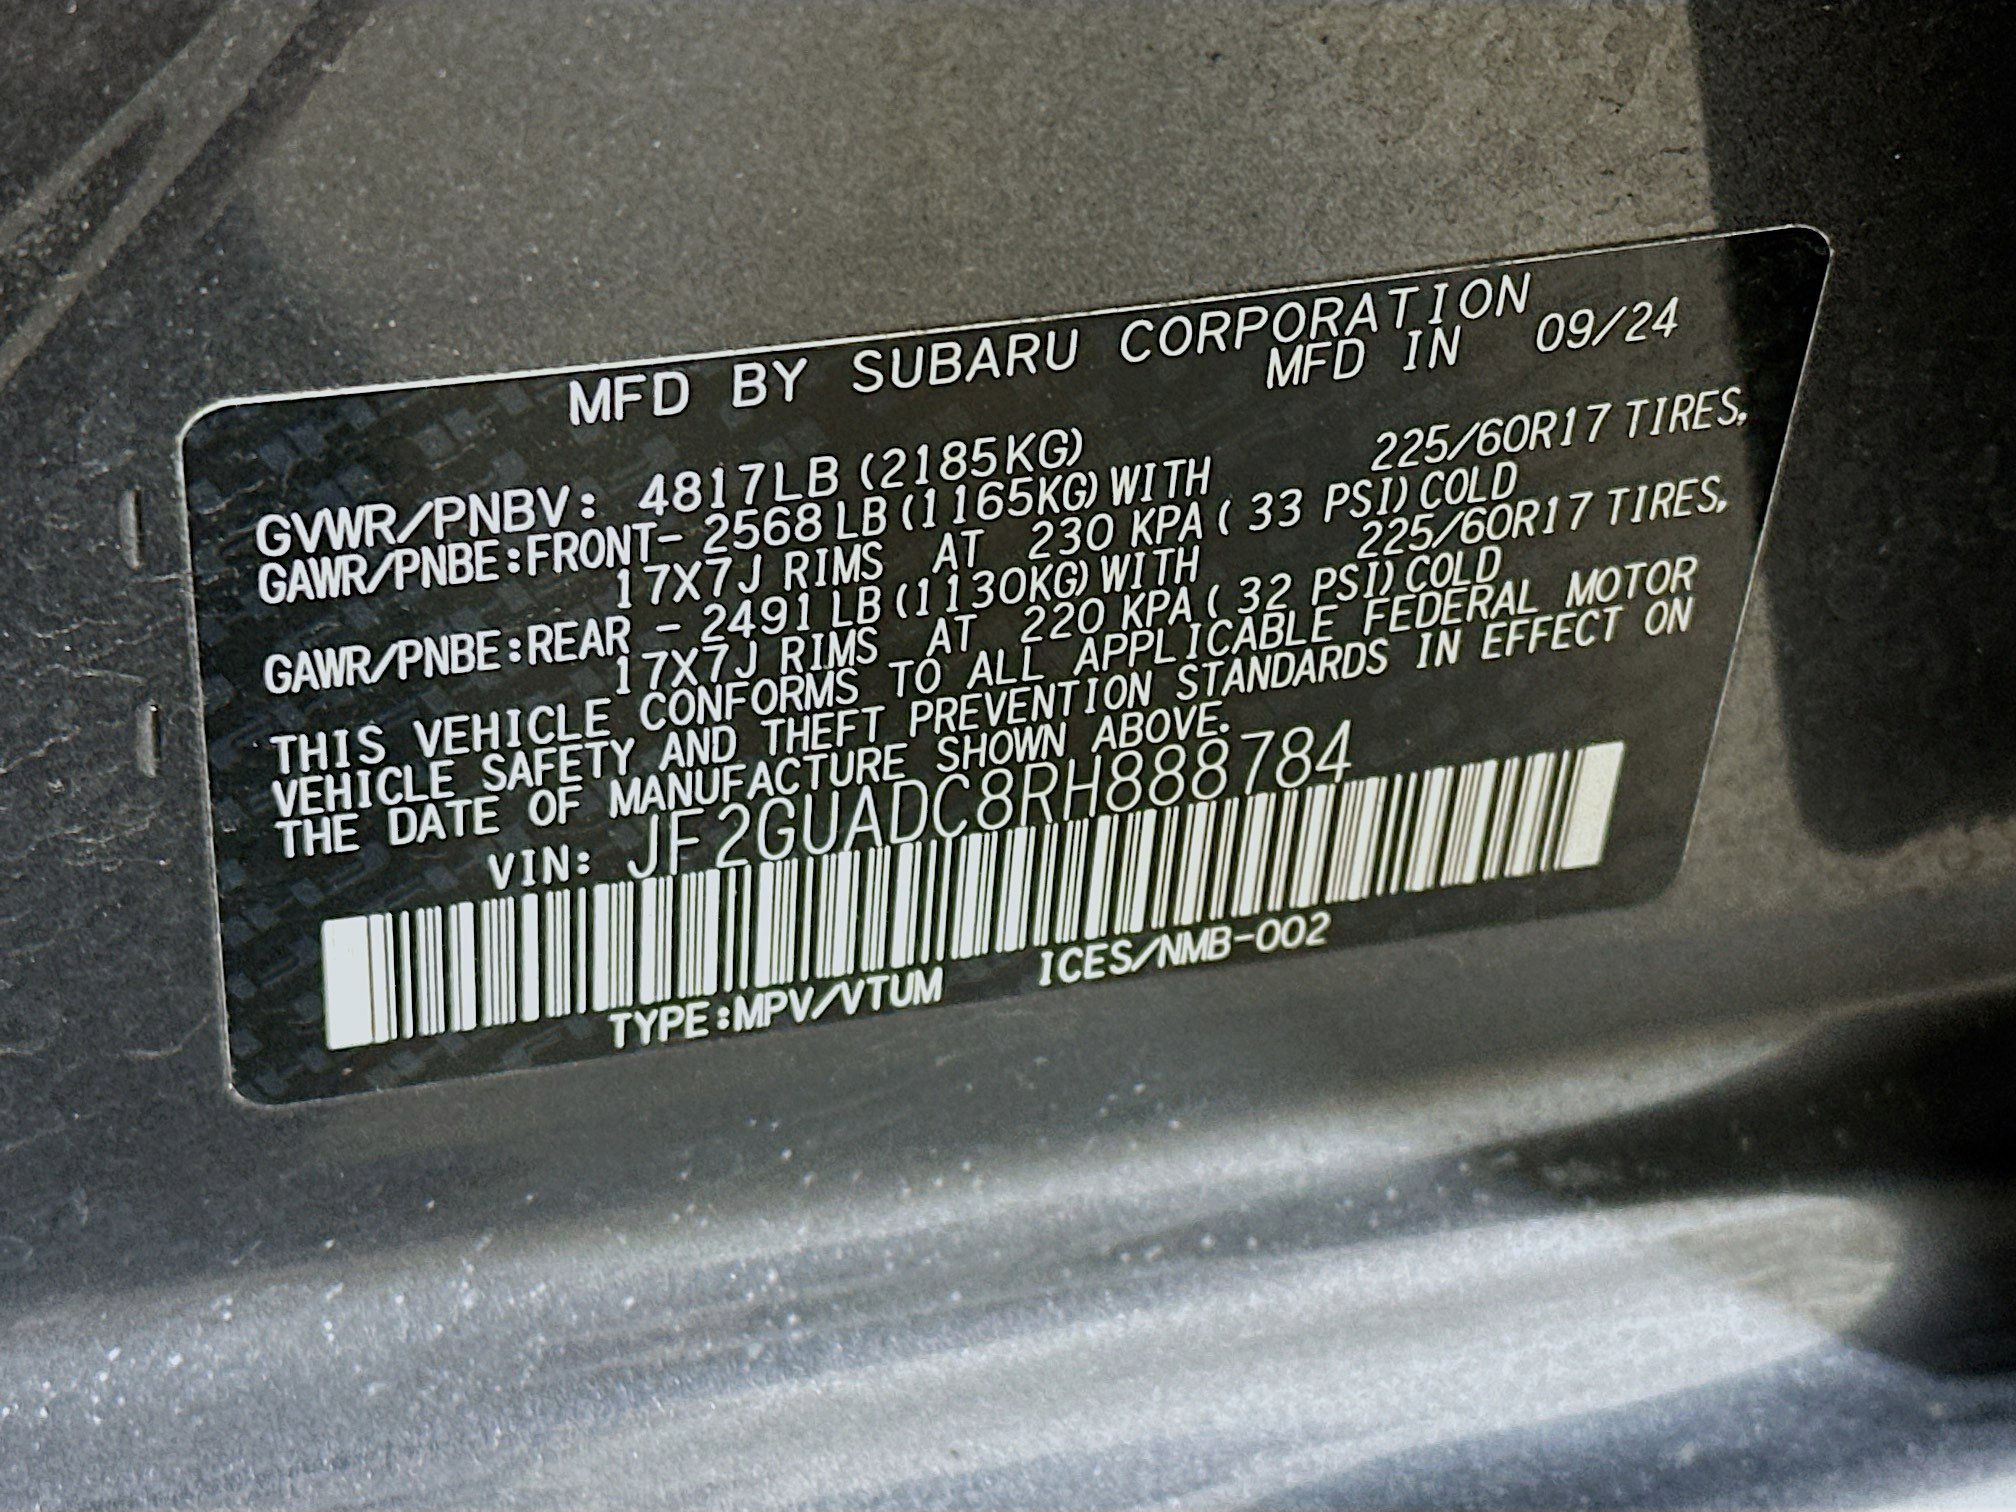 MFD BY SUBARU CORPORATION
MFD IN 09/24
GVWR/PNBV: 4817LB (2185KG)
GAWR/PNBE:FRONT- 2568 LB (1165KG) WITH 225/60R17 TIRES,
17X7J RIMS AT 230 KPA ( 33 PSI) COLD
GAWR/PNBE:REAR - 2491 LB (1130KG) WITH 225/60R17 TIRES,
17X7J RIMS AT 220 KPA ( 32 PSI) COLD
THIS VEHICLE CONFORMS TO ALL APPLICABLE FEDERAL MOTOR
VEHICLE SAFETY AND THEFT PREVENTION STANDARDS IN EFFECT ON
THE DATE OF MANUFACTURE SHOWN ABOVE.
VIN: JF2GUADC8RH888784
TYPE:MPV/VTUM ICES/NMB-002